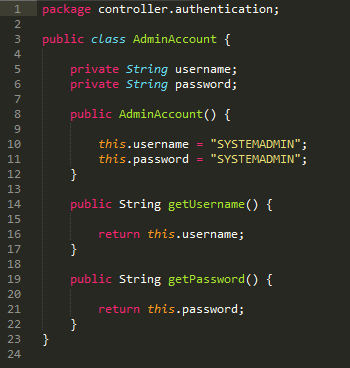 1 package controller.authentication;
2
3 public class AdminAccount {
4
5 private String username;
6 private String password;
7
8 public AdminAccount() {
9
10 this.username = "SYSTEMADMIN";
11 this.password = "SYSTEMADMIN";
12 }
13
14 public String getUsername() {
15
16 return this.username;
17 }
18
19 public String getPassword() {
20
21 return this.password;
22 }
23 }
24